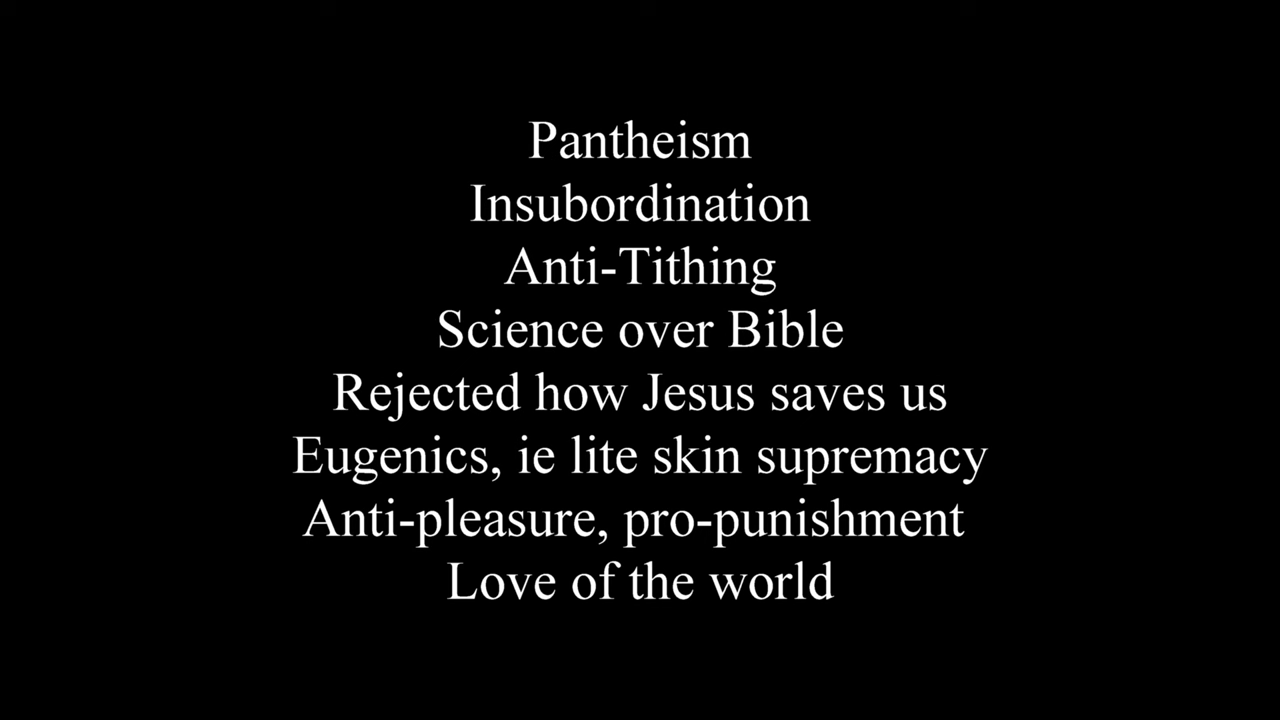 Pantheism
Insubordination
Anti-Tithing
Science over Bible
Rejected how Jesus saves us
Eugenics, ie lite skin supremacy
Anti-pleasure, pro-punishment
Love of the world